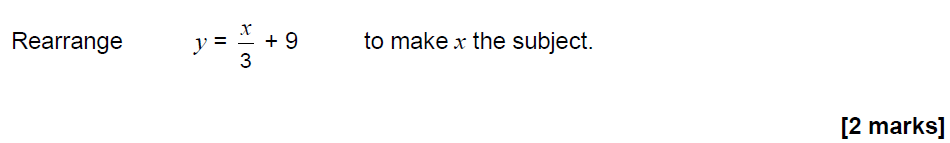 Rearrange y = x/3 + 9 to make x the subject.
[2 marks]